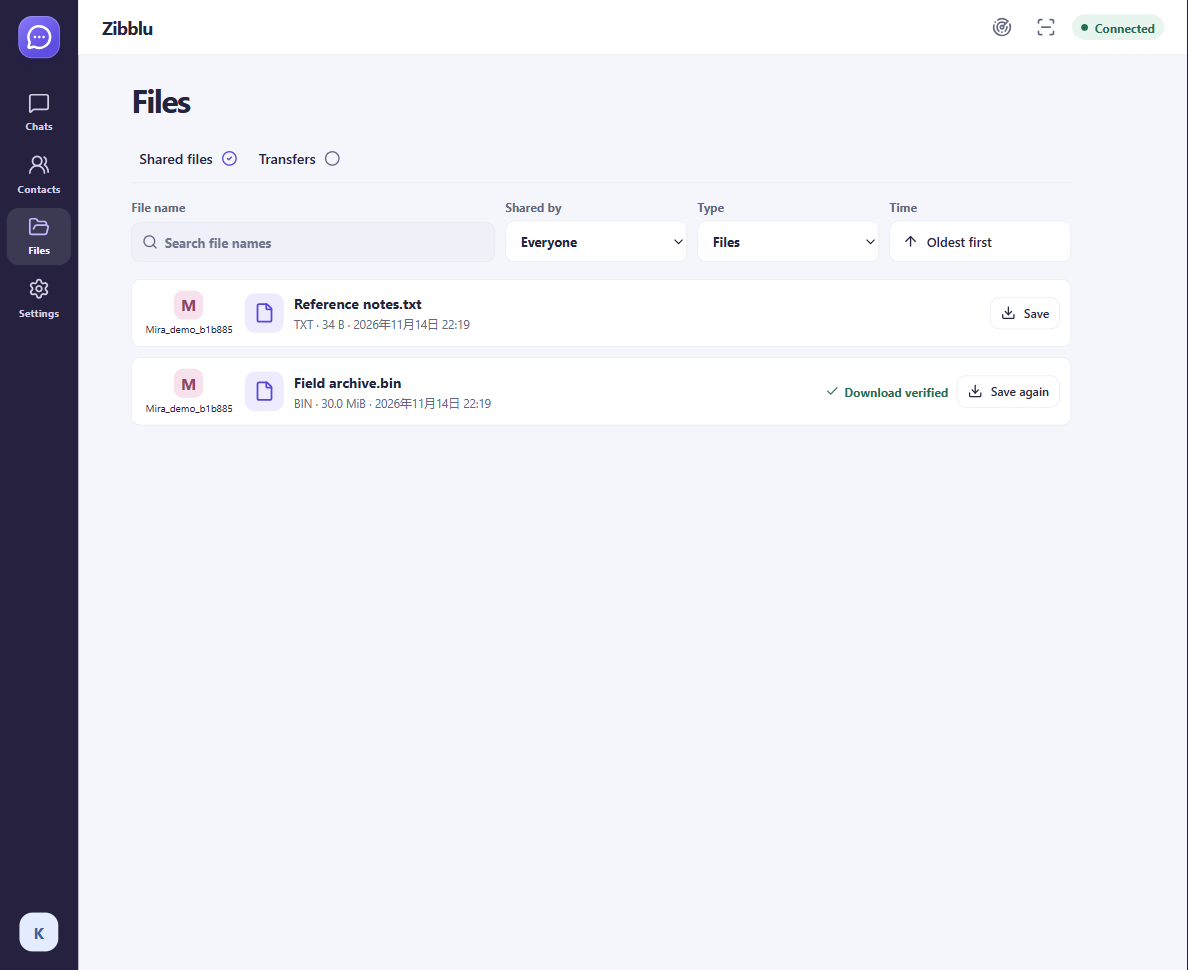 Zibblu
Connected
Chats
Contacts
Files
Settings
K
Files
Shared files
Transfers
File name
Shared by
Type
Time
Search file names
Everyone
Files
Oldest first
M
Mira_demo_b1b885
Reference notes.txt
TXT · 34 B · 2026年11月14日 22:19
Save
M
Mira_demo_b1b885
Field archive.bin
BIN · 30.0 MiB · 2026年11月14日 22:19
Download verified
Save again